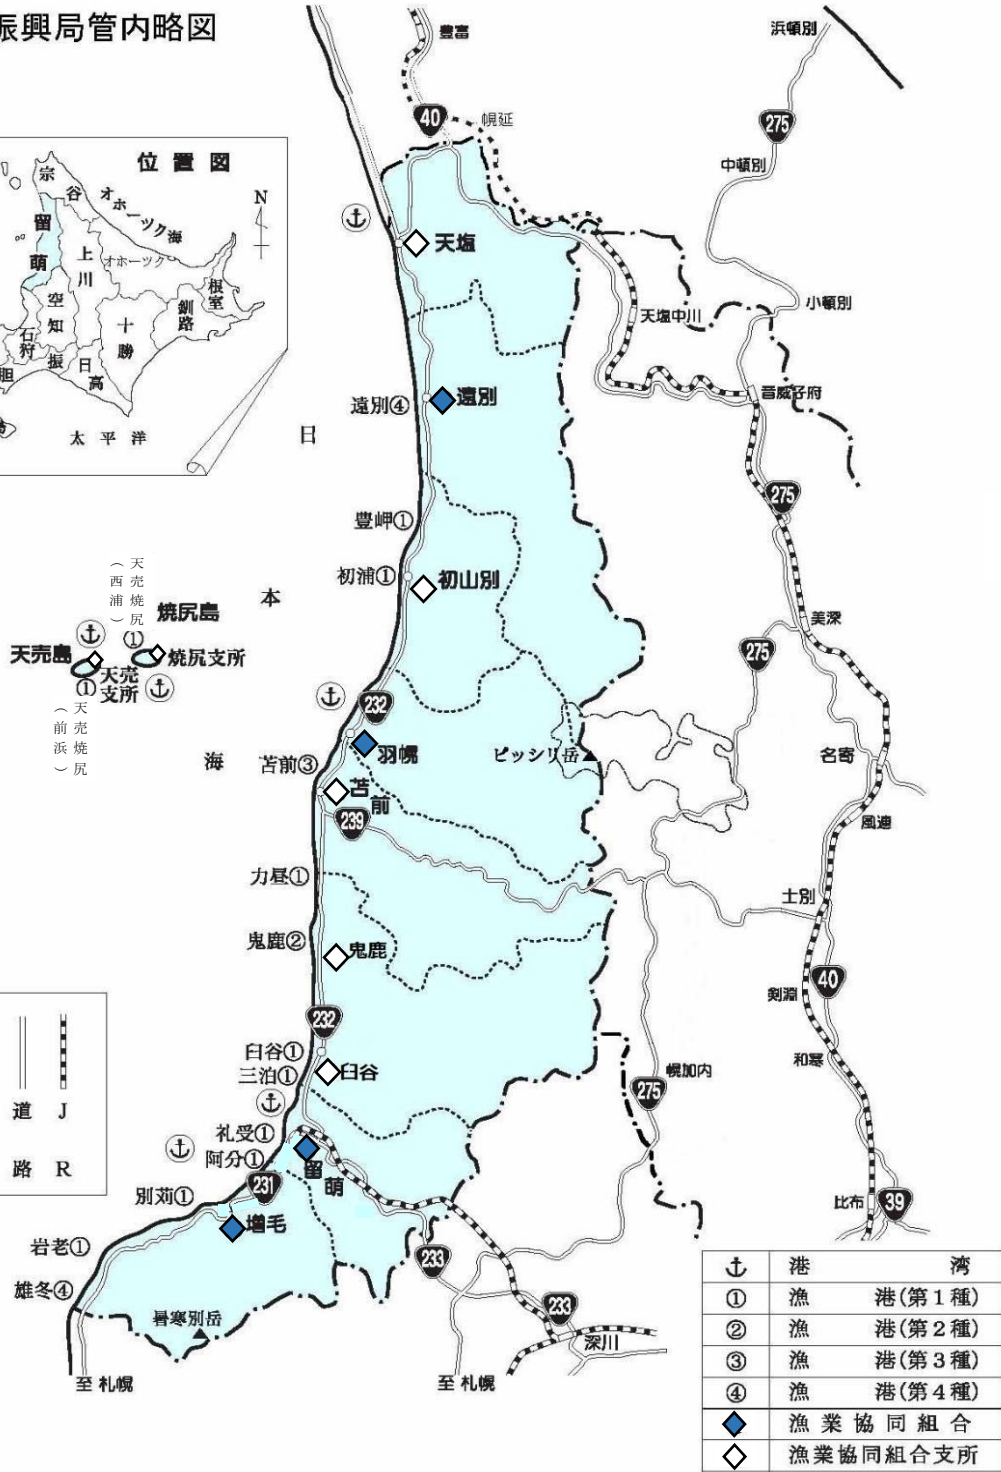 振興局管内略図
位置図
宗
谷
オホーツク海
留
萌
上
川
オホーツク
空
知
石
狩
振
胆
日
高
十
勝
釧
路
根
室
N
太平洋
豊富
浜頓別
40
幌延
275
中頓別
天塩
小頓別
天塩中川
遠別④
遠別
音威子府
日
本
海
275
豊岬①
初浦①
初山別
天売焼尻
(西浦)
焼尻島
①
天売島
焼尻支所
①
天売
支所
天売焼尻
(前浜)
美深
275
232
羽幌
ピッシリ岳
苫前③
苫前
名寄
239
風連
力昼①
士別
鬼鹿②
鬼鹿
40
剣淵
232
臼谷①
三泊①
臼谷
和寒
幌加内
275
礼受①
阿分①
留萌
231
別苅①
増毛
比布
39
岩老①
雄冬④
暑寒別岳
233
233
深川
至 札幌
至 札幌
道路
JR
港湾
① 漁港(第1種)
② 漁港(第2種)
③ 漁港(第3種)
④ 漁港(第4種)
漁業協同組合
漁業協同組合支所